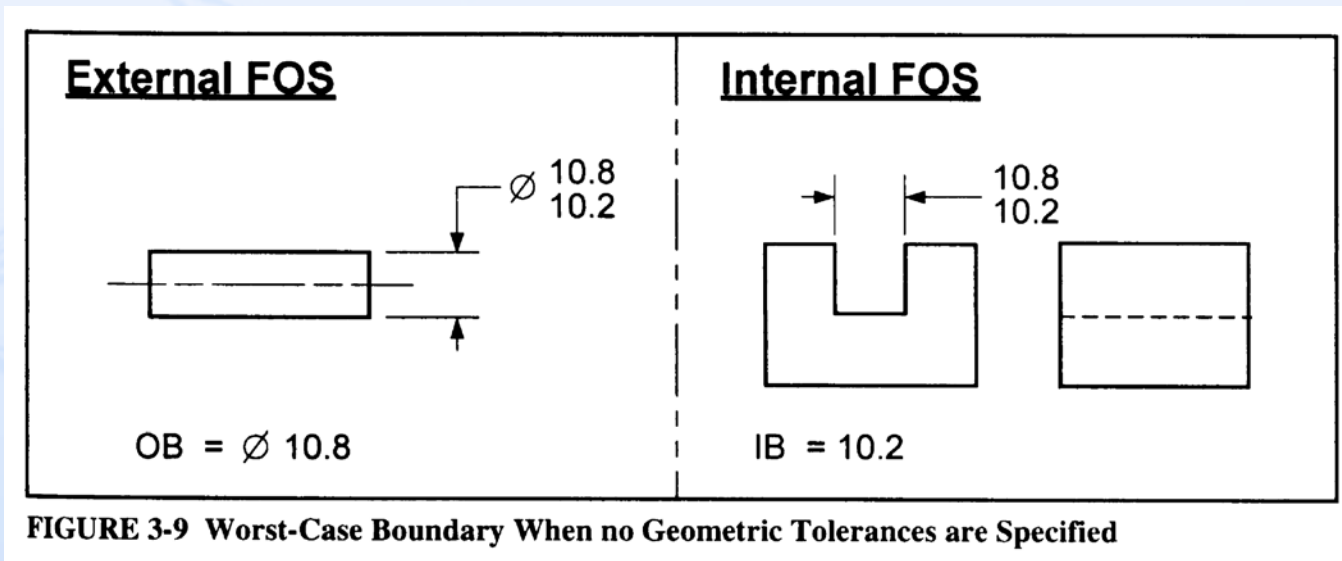 External FOS
Ø 10.8
10.2
OB = Ø 10.8
Internal FOS
10.8
10.2
IB = 10.2
FIGURE 3-9 Worst-Case Boundary When no Geometric Tolerances are Specified